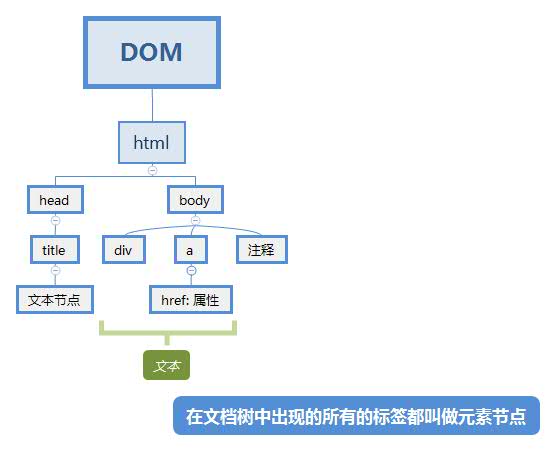 DOM
html
head
body
title
div
a
注释
文本节点
href: 属性
文本
在文档树中出现的所有的标签都叫做元素节点